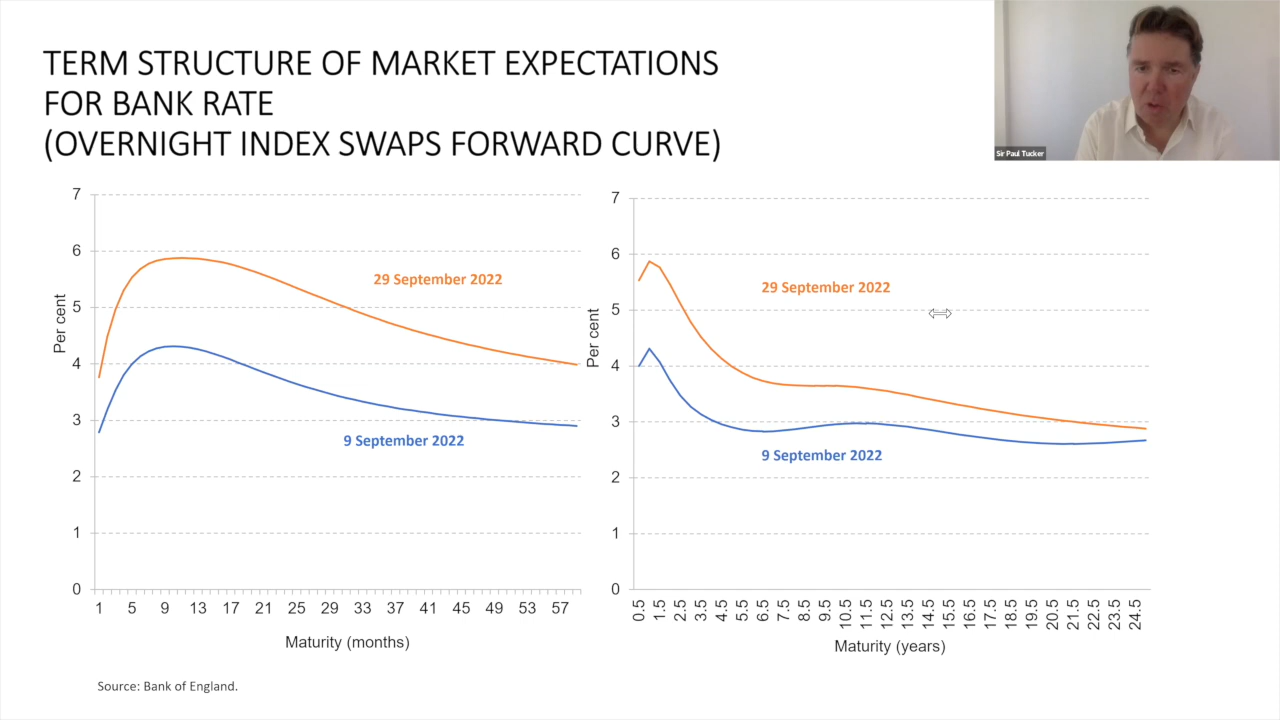 TERM STRUCTURE OF MARKET EXPECTATIONS
FOR BANK RATE
(OVERNIGHT INDEX SWAPS FORWARD CURVE)
Sir Paul Tucker
7
6
5
4
3
2
1
0
Per cent
29 September 2022
9 September 2022
1 5 9 13 17 21 25 29 33 37 41 45 49 53 57
Maturity (months)
7
6
5
4
3
2
1
0
Per cent
29 September 2022
9 September 2022
0.5 1.5 2.5 3.5 4.5 5.5 6.5 7.5 8.5 9.5 10.5 11.5 12.5 13.5 14.5 15.5 16.5 17.5 18.5 19.5 20.5 21.5 22.5 23.5 24.5
Maturity (years)
Source: Bank of England.